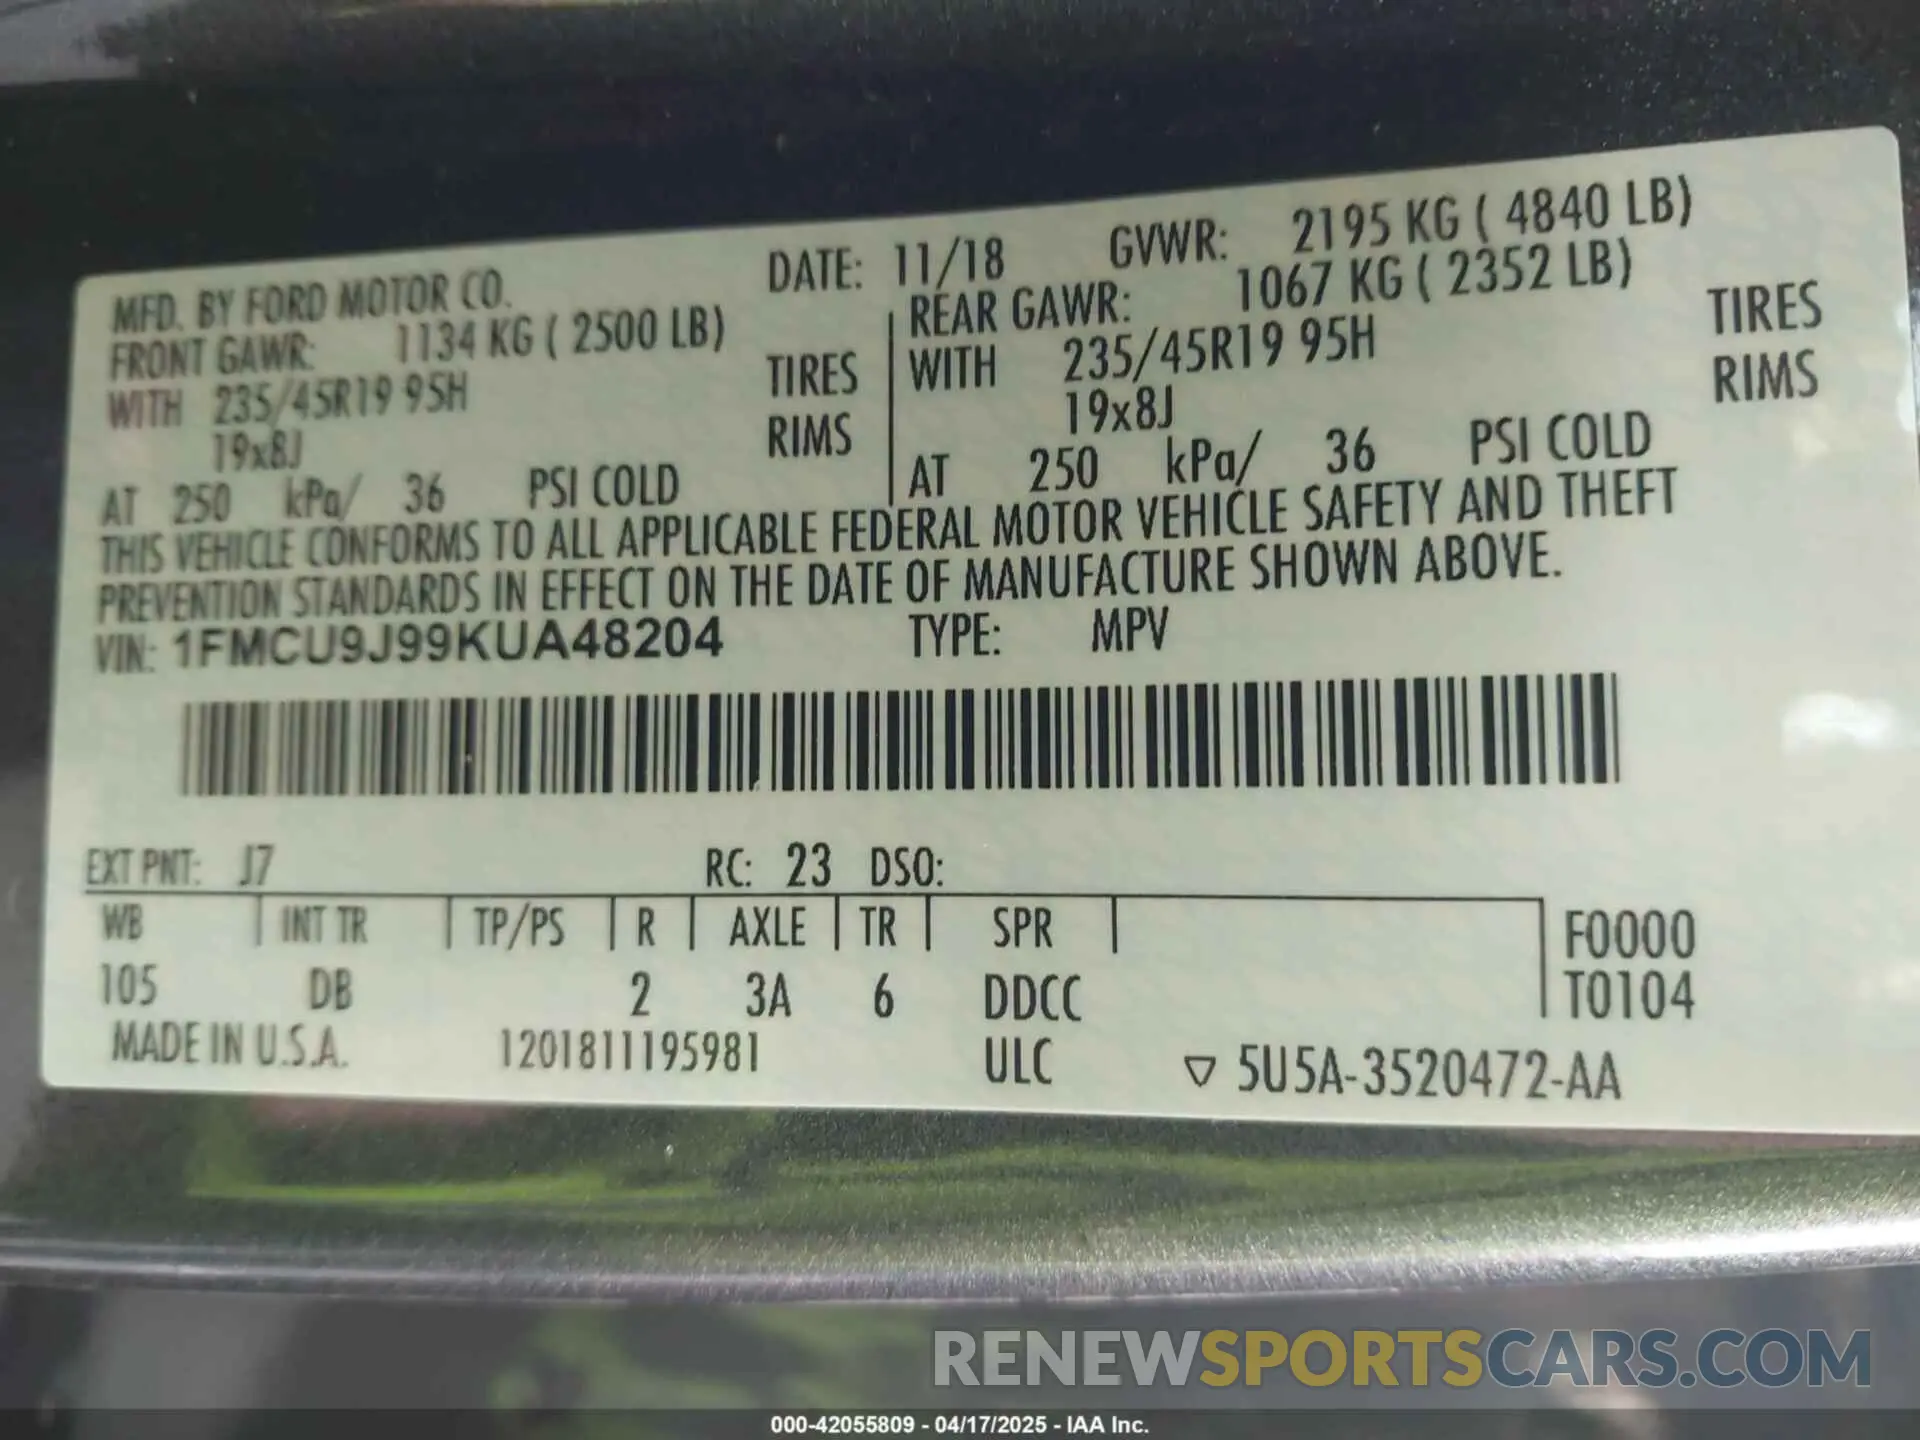 MFD. BY FORD MOTOR CO. DATE: 11/18 GVWR: 2195 KG ( 4840 LB)
FRONT GAWR: 1134 KG ( 2500 LB) REAR GAWR: 1067 KG ( 2352 LB)
WITH 235/45R19 95H TIRES WITH 235/45R19 95H TIRES
19x8J RIMS 19x8J RIMS
AT 250 kPa/ 36 PSI COLD AT 250 kPa/ 36 PSI COLD
THIS VEHICLE CONFORMS TO ALL APPLICABLE FEDERAL MOTOR VEHICLE SAFETY AND THEFT
PREVENTION STANDARDS IN EFFECT ON THE DATE OF MANUFACTURE SHOWN ABOVE.
VIN: 1FMCU9J99KUA48204 TYPE: MPV
EXT PNT: J7 RC: 23 DSO:
WB INT TR TP/PS R AXLE TR SPR F0000
105 DB 2 3A 6 DDCC T0104
MADE IN U.S.A. 1201811195981 ULC ▽ 5U5A-3520472-AA
RENEWSPORTSCARS.COM
000-42055809 - 04/17/2025 - IAA Inc.